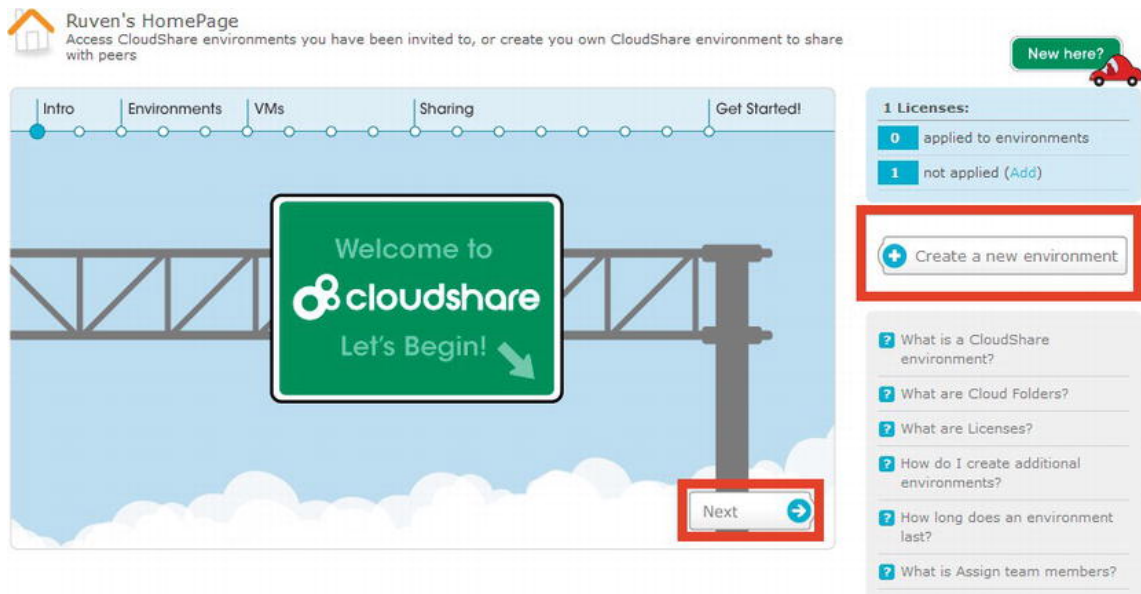 Ruven's HomePage
Access CloudShare environments you have been invited to, or create you own CloudShare environment to share
with peers
New here?
Intro
Environments
VMs
Sharing
Get Started!
Welcome to
cloudshare
Let's Begin!
Next
1 Licenses:
0 applied to environments
1 not applied (Add)
Create a new environment
? What is a CloudShare
environment?
? What are Cloud Folders?
? What are Licenses?
? How do I create additional
environments?
? How long does an environment
last?
? What is Assign team members?